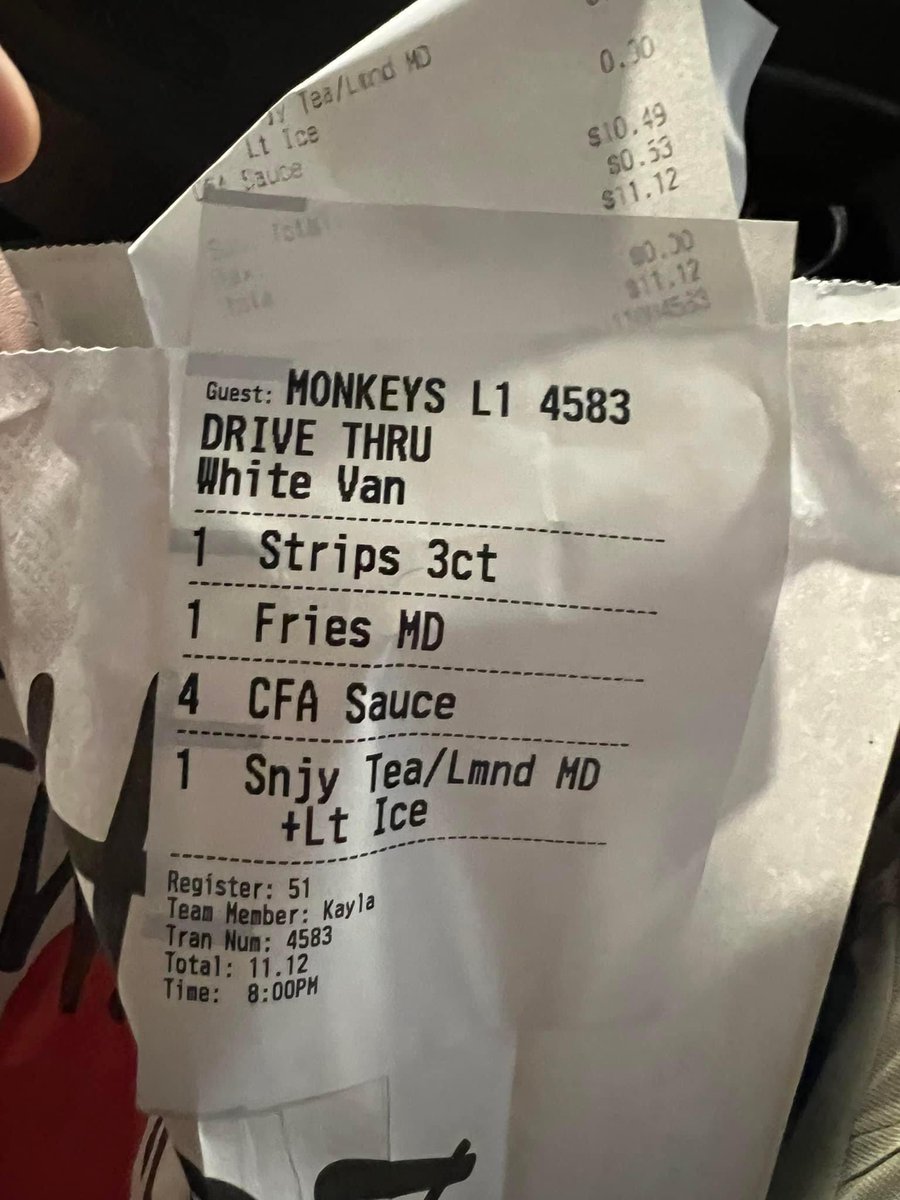 Tea/Lmnd MD 0.00
Lt Ice
Sauce $10.49
$0.53
$11.12
$0.00
$11.12
Guest: MONKEYS L1 4583
DRIVE THRU
White Van
1 Strips 3ct
1 Fries MD
4 CFA Sauce
1 Snjy Tea/Lmnd MD
+Lt Ice
Register: 51
Team Member: Kayla
Tran Num: 4583
Total: 11.12
Time: 8:00PM